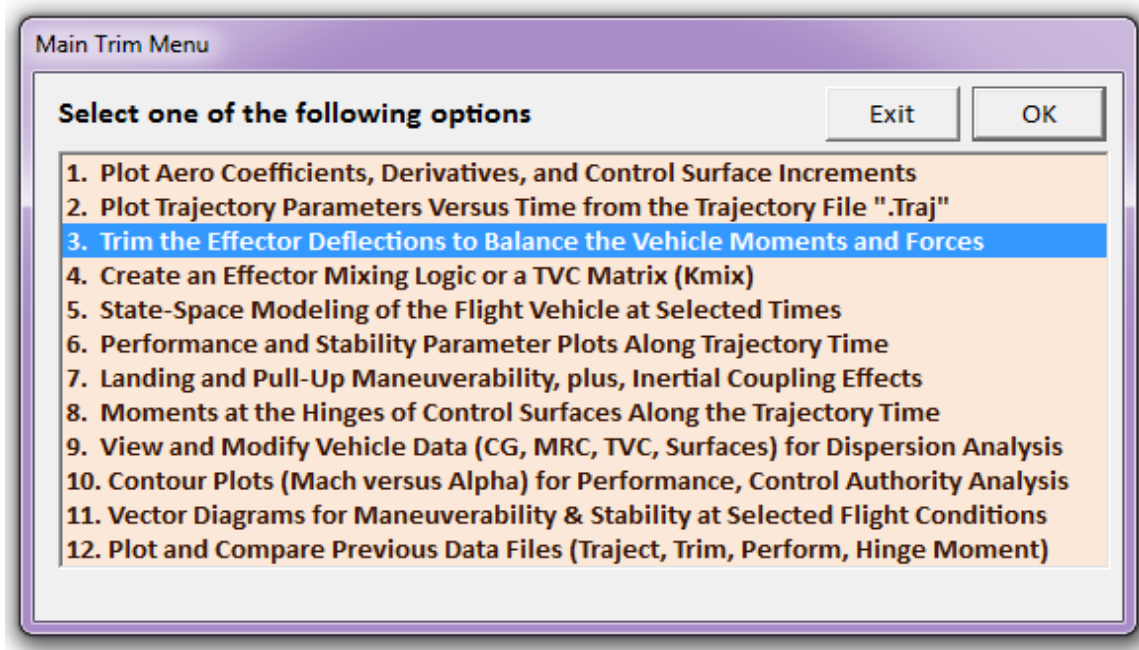 Main Trim Menu
Select one of the following options
Exit
OK
1. Plot Aero Coefficients, Derivatives, and Control Surface Increments
2. Plot Trajectory Parameters Versus Time from the Trajectory File ".Traj"
3. Trim the Effector Deflections to Balance the Vehicle Moments and Forces
4. Create an Effector Mixing Logic or a TVC Matrix (Kmix)
5. State-Space Modeling of the Flight Vehicle at Selected Times
6. Performance and Stability Parameter Plots Along Trajectory Time
7. Landing and Pull-Up Maneuverability, plus, Inertial Coupling Effects
8. Moments at the Hinges of Control Surfaces Along the Trajectory Time
9. View and Modify Vehicle Data (CG, MRC, TVC, Surfaces) for Dispersion Analysis
10. Contour Plots (Mach versus Alpha) for Performance, Control Authority Analysis
11. Vector Diagrams for Maneuverability & Stability at Selected Flight Conditions
12. Plot and Compare Previous Data Files (Traject, Trim, Perform, Hinge Moment)